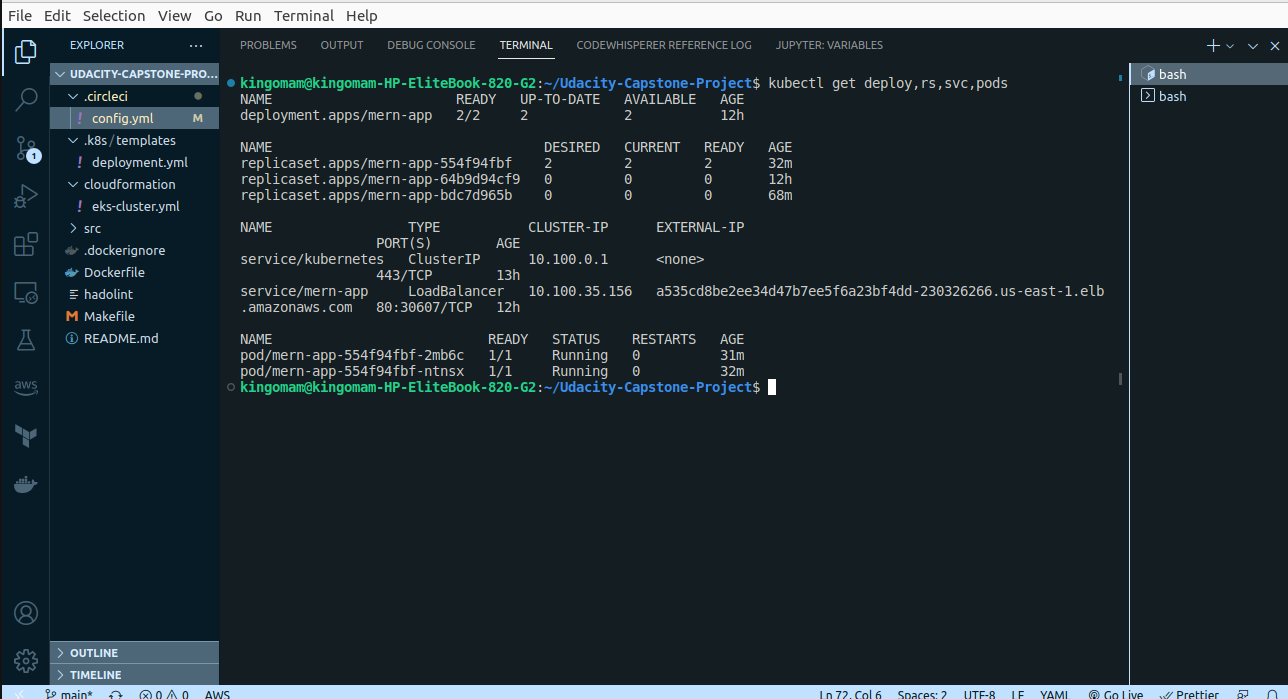 File Edit Selection View Go Run Terminal Help
EXPLORER ...
PROBLEMS OUTPUT DEBUG CONSOLE TERMINAL CODEWHISPERER REFERENCE LOG JUPYTER: VARIABLES
UDACITY-CAPSTONE-PRO...
.circleci
! config.yml M
.k8s / templates
! deployment.yml
cloudformation
! eks-cluster.yml
src
.dockerignore
Dockerfile
hadolint
Makefile
README.md
1
aws
OUTLINE
TIMELINE
kingomam@kingomam-HP-EliteBook-820-G2:~/Udacity-Capstone-Project$ kubectl get deploy,rs,svc,pods
NAME READY UP-TO-DATE AVAILABLE AGE
deployment.apps/mern-app 2/2 2 2 12h
NAME DESIRED CURRENT READY AGE
replicaset.apps/mern-app-554f94fbf 2 2 2 32m
replicaset.apps/mern-app-64b9d94cf9 0 0 0 12h
replicaset.apps/mern-app-bdc7d965b 0 0 0 68m
NAME TYPE CLUSTER-IP EXTERNAL-IP
PORT(S) AGE
service/kubernetes ClusterIP 10.100.0.1 <none>
443/TCP 13h
service/mern-app LoadBalancer 10.100.35.156 a535cd8be2ee34d47b7ee5f6a23bf4dd-230326266.us-east-1.elb
.amazonaws.com 80:30607/TCP 12h
NAME READY STATUS RESTARTS AGE
pod/mern-app-554f94fbf-2mb6c 1/1 Running 0 31m
pod/mern-app-554f94fbf-ntnsx 1/1 Running 0 32m
kingomam@kingomam-HP-EliteBook-820-G2:~/Udacity-Capstone-Project$
bash
bash
main* 0 0 AWS Ln 72, Col 6 Spaces: 2 UTF-8 LF YAML Go Live Prettier